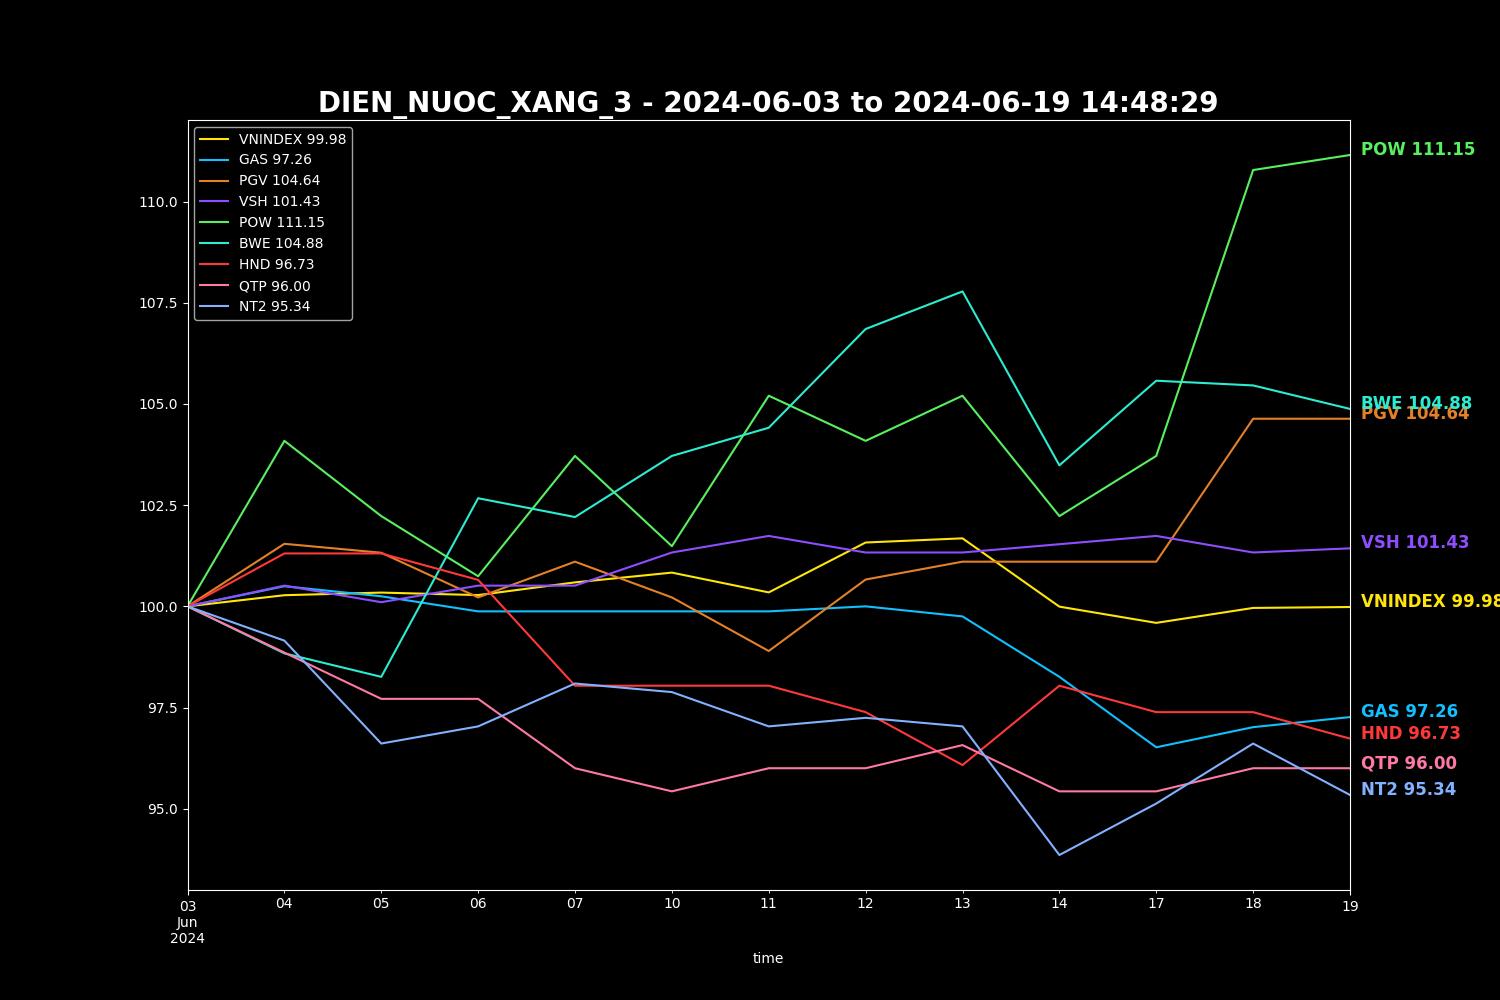 DIEN_NUOC_XANG_3 - 2024-06-03 to 2024-06-19 14:48:29
VNINDEX 99.98
GAS 97.26
PGV 104.64
VSH 101.43
POW 111.15
BWE 104.88
HND 96.73
QTP 96.00
NT2 95.34
110.0
107.5
105.0
102.5
100.0
97.5
95.0
POW 111.15
BWE 104.88
PGV 104.64
VSH 101.43
VNINDEX 99.98
GAS 97.26
HND 96.73
QTP 96.00
NT2 95.34
03 04 05 06 07 10 11 12 13 14 17 18 19
Jun
2024
time